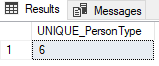 Results Messages
UNIQUE_PersonType
1 6